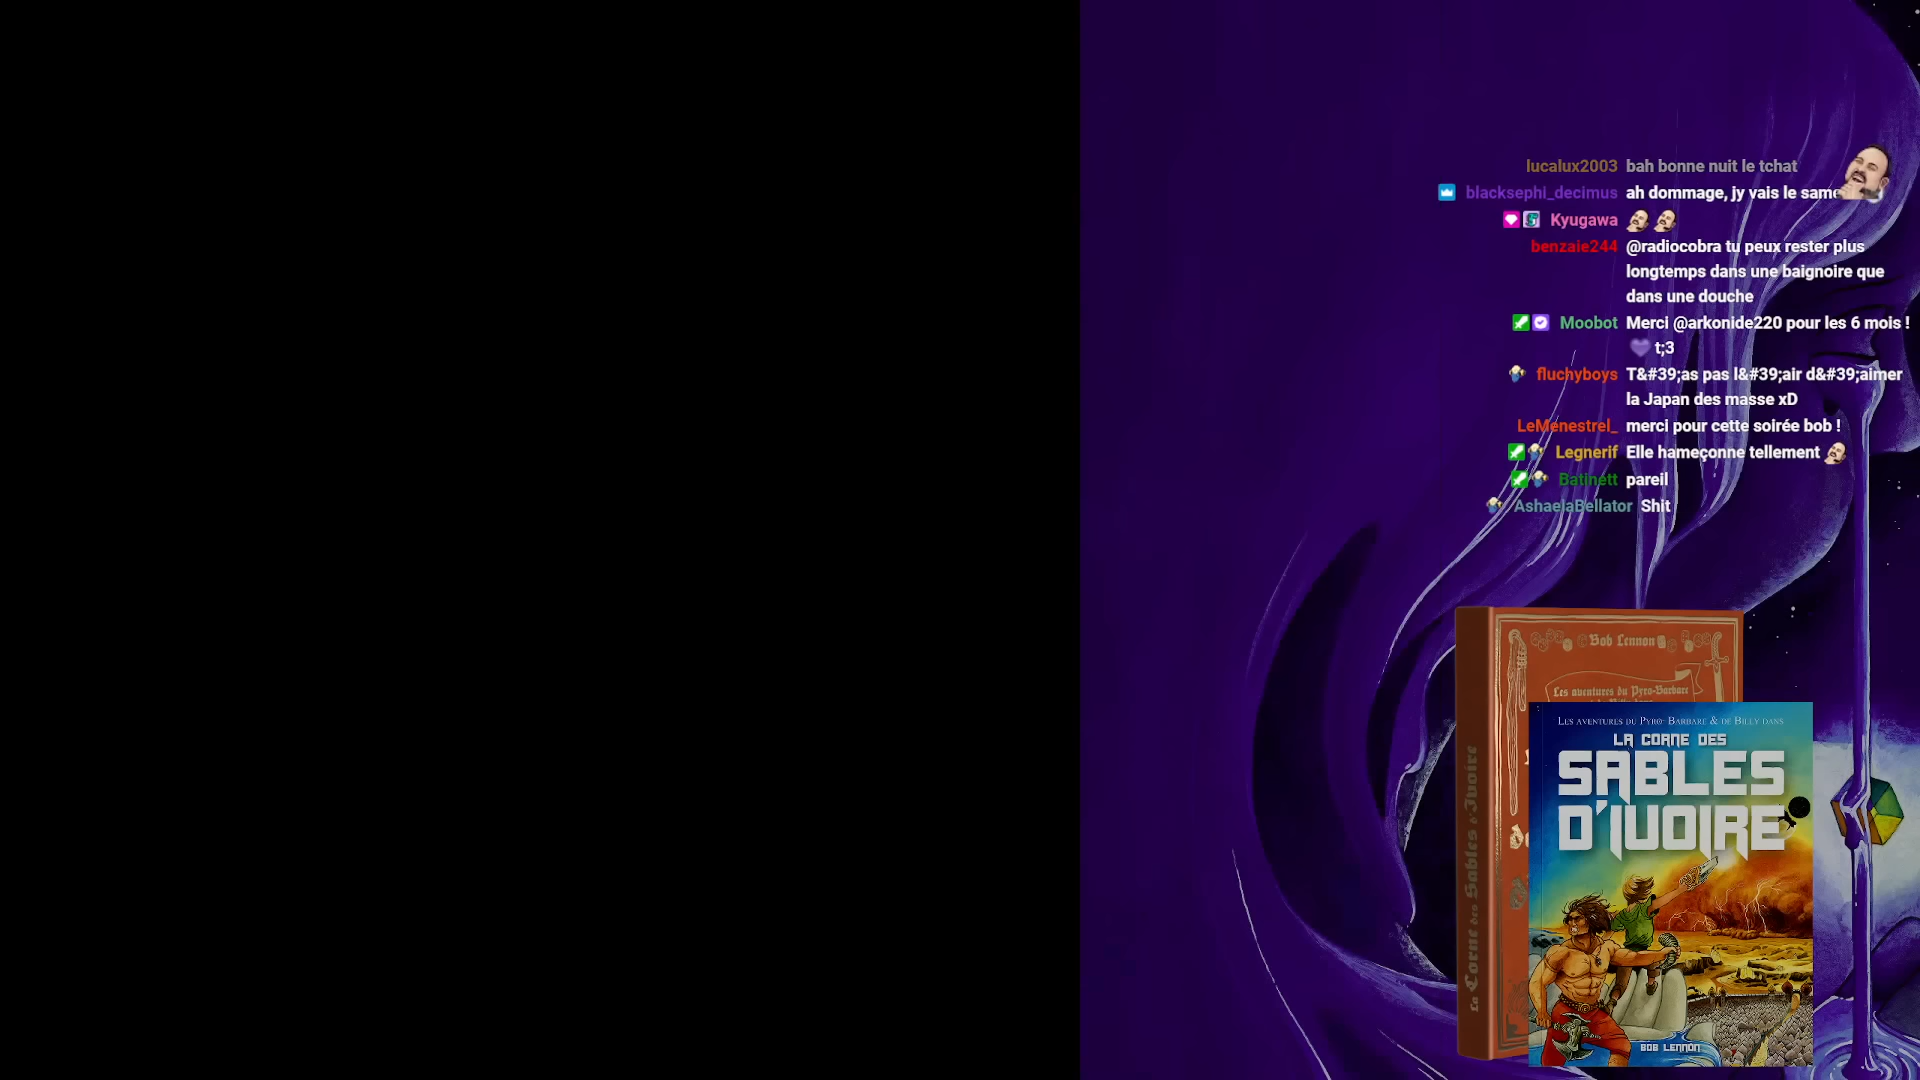 lucalux2003 bah bonne nuit le tchat
blacksephi_decimus ah dommage, jy vais le same
Kyugawa
benzaie244 @radiocobra tu peux rester plus
longtemps dans une baignoire que
dans une douche
Moobot Merci @arkonide220 pour les 6 mois !
t;3
fluchyboys T&#39;as pas l&#39;air d&#39;aimer
la Japan des masse xD
LeMenestrel_ merci pour cette soirée bob !
Legnerif Elle hameçonne tellement
Batinett pareil
AshaelaBellator Shit
Bob Lennon
Les aventures du Pyro-Barbare
La Corne des Sables d'Ivoire
LES AVENTURES DU PYRO-BARBARE & DE BILLY DANS
LA CORNE DES
SABLES
D'IVOIRE
BOB LENNON